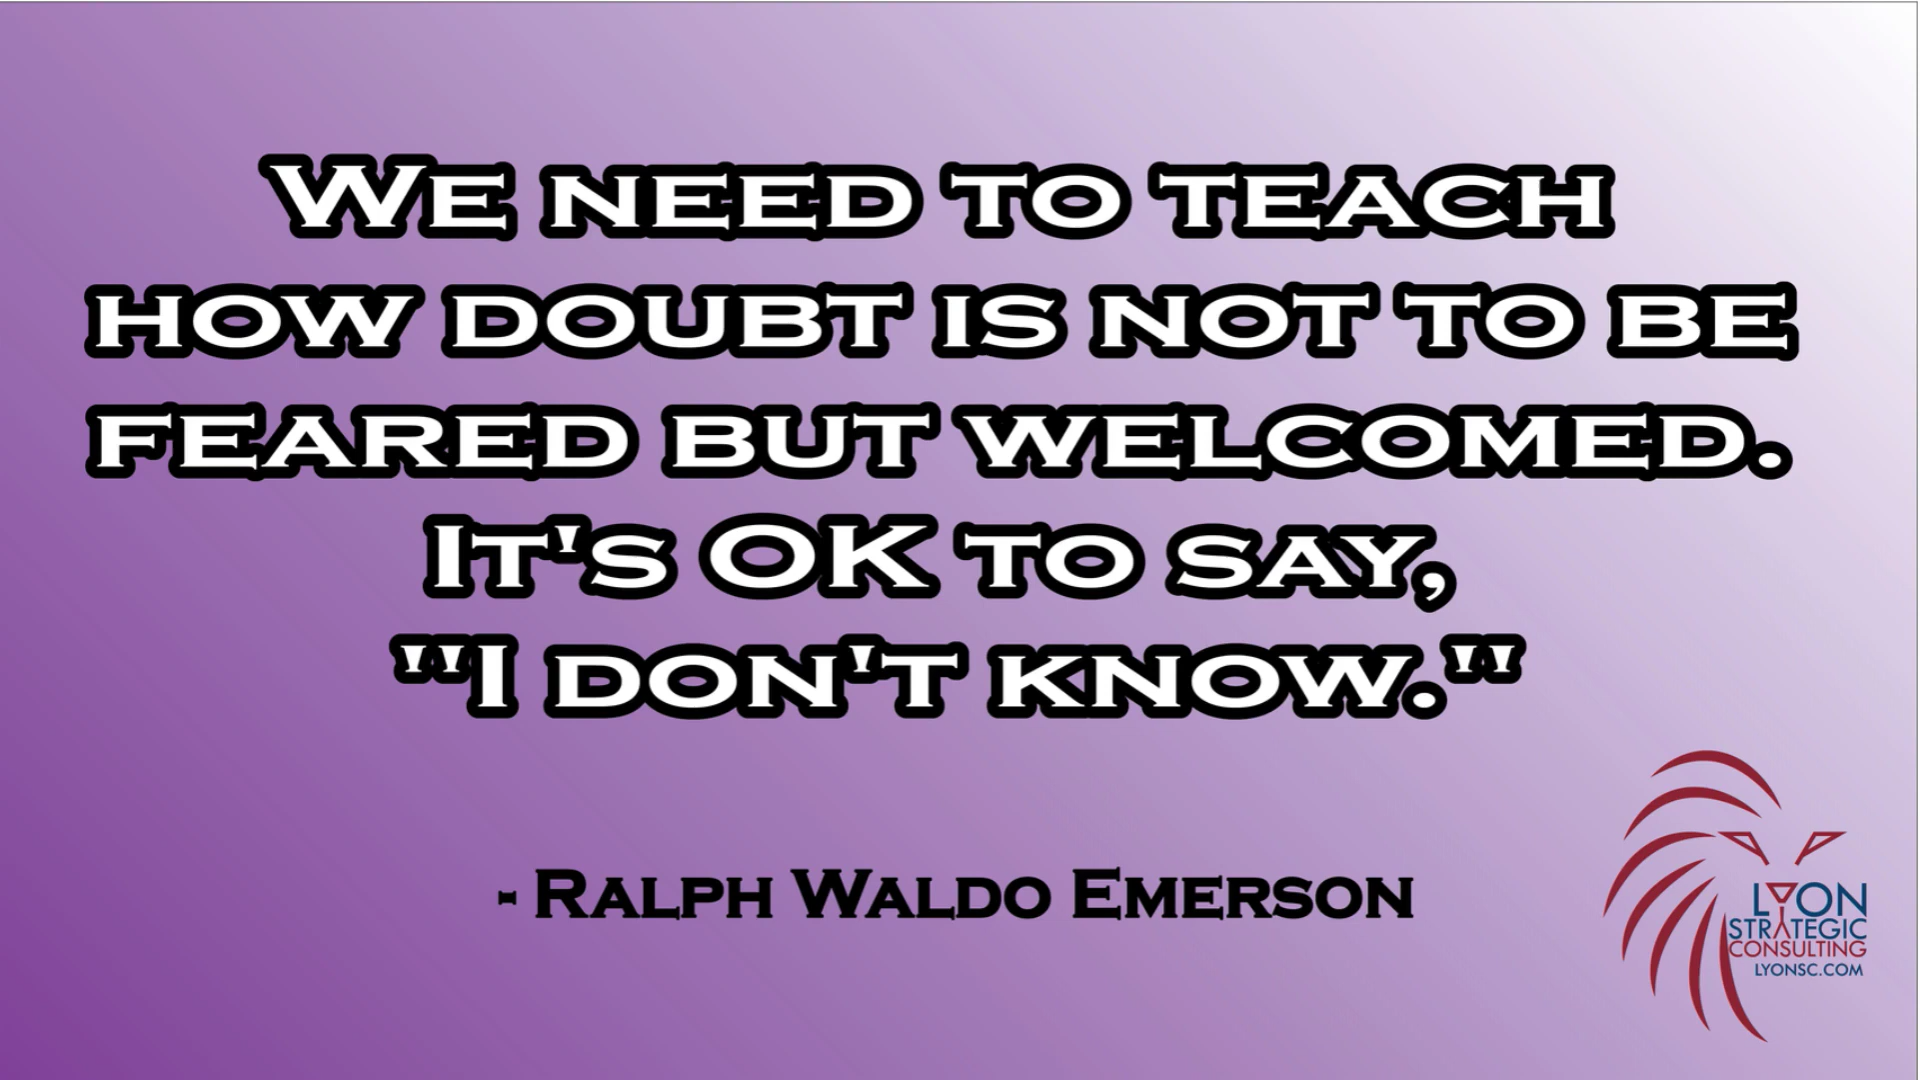 We need to teach
how doubt is not to be
feared but welcomed.
It's OK to say,
"I don't know."
- Ralph Waldo Emerson
LYON
STRATEGIC
CONSULTING
LYONSC.COM